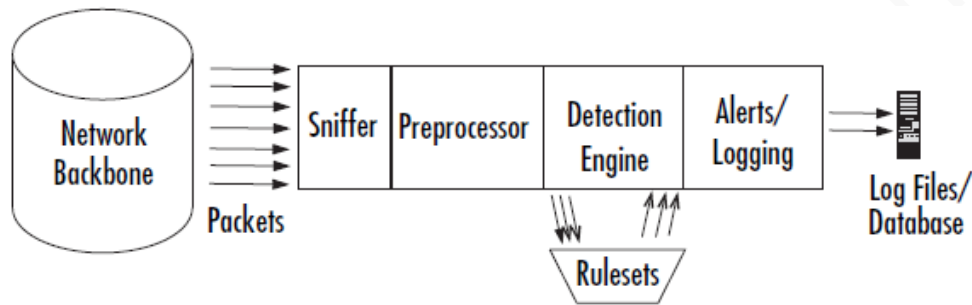 Network
Backbone
Packets
Sniffer
Preprocessor
Detection
Engine
Alerts/
Logging
Rulesets
Log Files/
Database